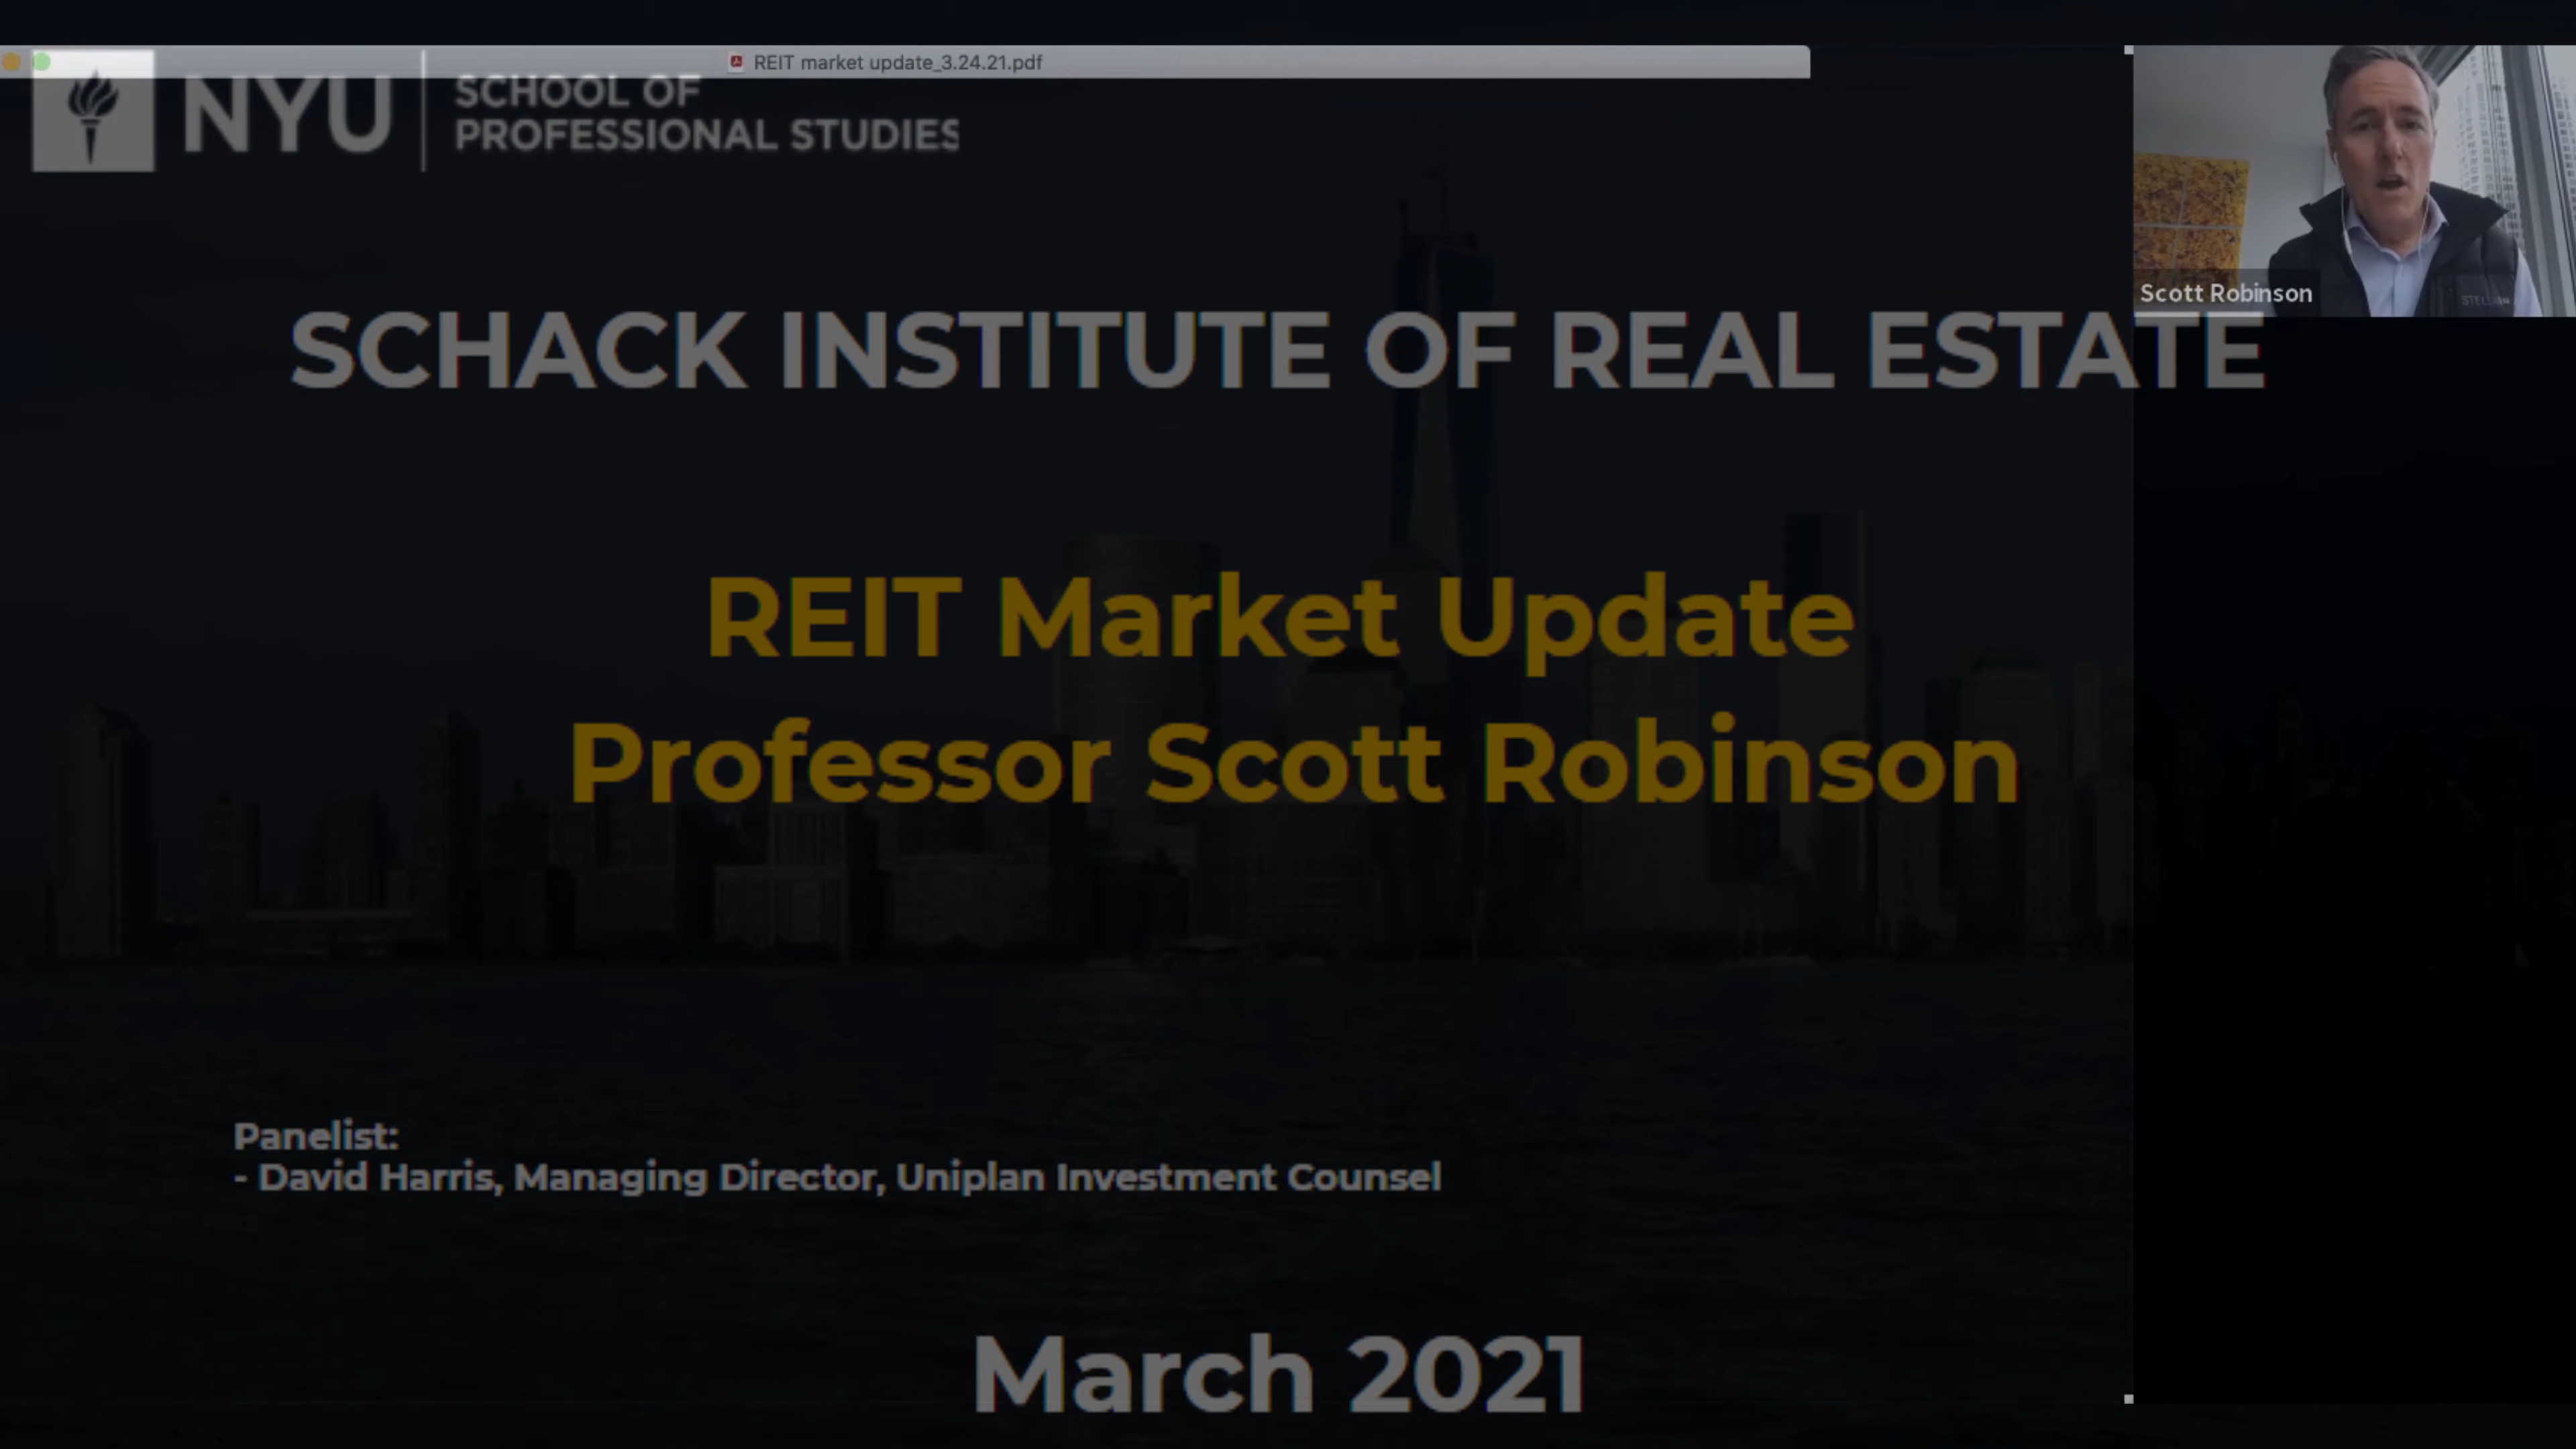 REIT market update_3.24.21.pdf
NYU
SCHOOL OF
PROFESSIONAL STUDIES
Scott Robinson
SCHACK INSTITUTE OF REAL ESTATE
REIT Market Update
Professor Scott Robinson
Panelist:
- David Harris, Managing Director, Uniplan Investment Counsel
March 2021